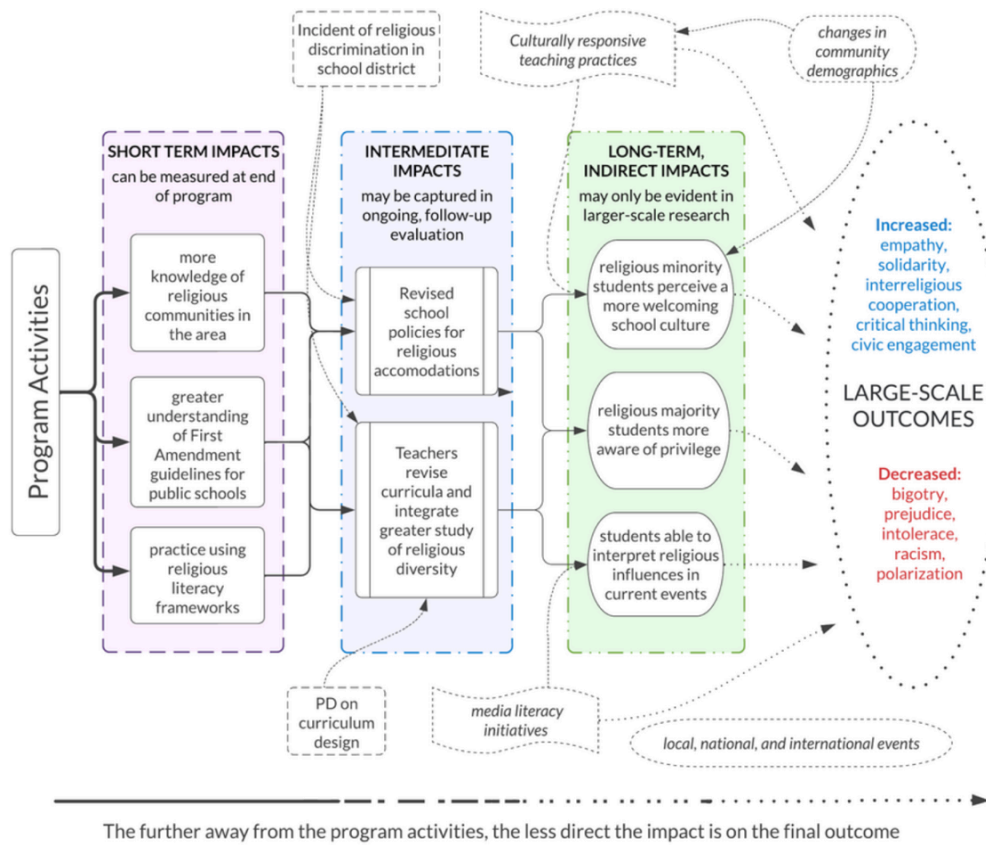 Incident of religious
discrimination in
school district
Culturally responsive
teaching practices
changes in
community
demographics
Program Activities
SHORT TERM IMPACTS
can be measured at end
of program
more
knowledge of
religious
communities in
the area
greater
understanding
of First
Amendment
guidelines for
public schools
practice using
religious
literacy
frameworks
INTERMEDITATE
IMPACTS
may be captured in
ongoing, follow-up
evaluation
Revised
school
policies for
religious
accomodations
Teachers
revise
curricula and
integrate
greater study
of religious
diversity
LONG-TERM,
INDIRECT IMPACTS
may only be evident in
larger-scale research
religious minority
students perceive a
more welcoming
school culture
religious majority
students more
aware of privilege
students able to
interpret religious
influences in
current events
Increased:
empathy,
solidarity,
interreligious
cooperation,
critical thinking,
civic engagement
LARGE-SCALE
OUTCOMES
Decreased:
bigotry,
prejudice,
intolerace,
racism,
polarization
PD on
curriculum
design
media literacy
initiatives
local, national, and international events
The further away from the program activities, the less direct the impact is on the final outcome